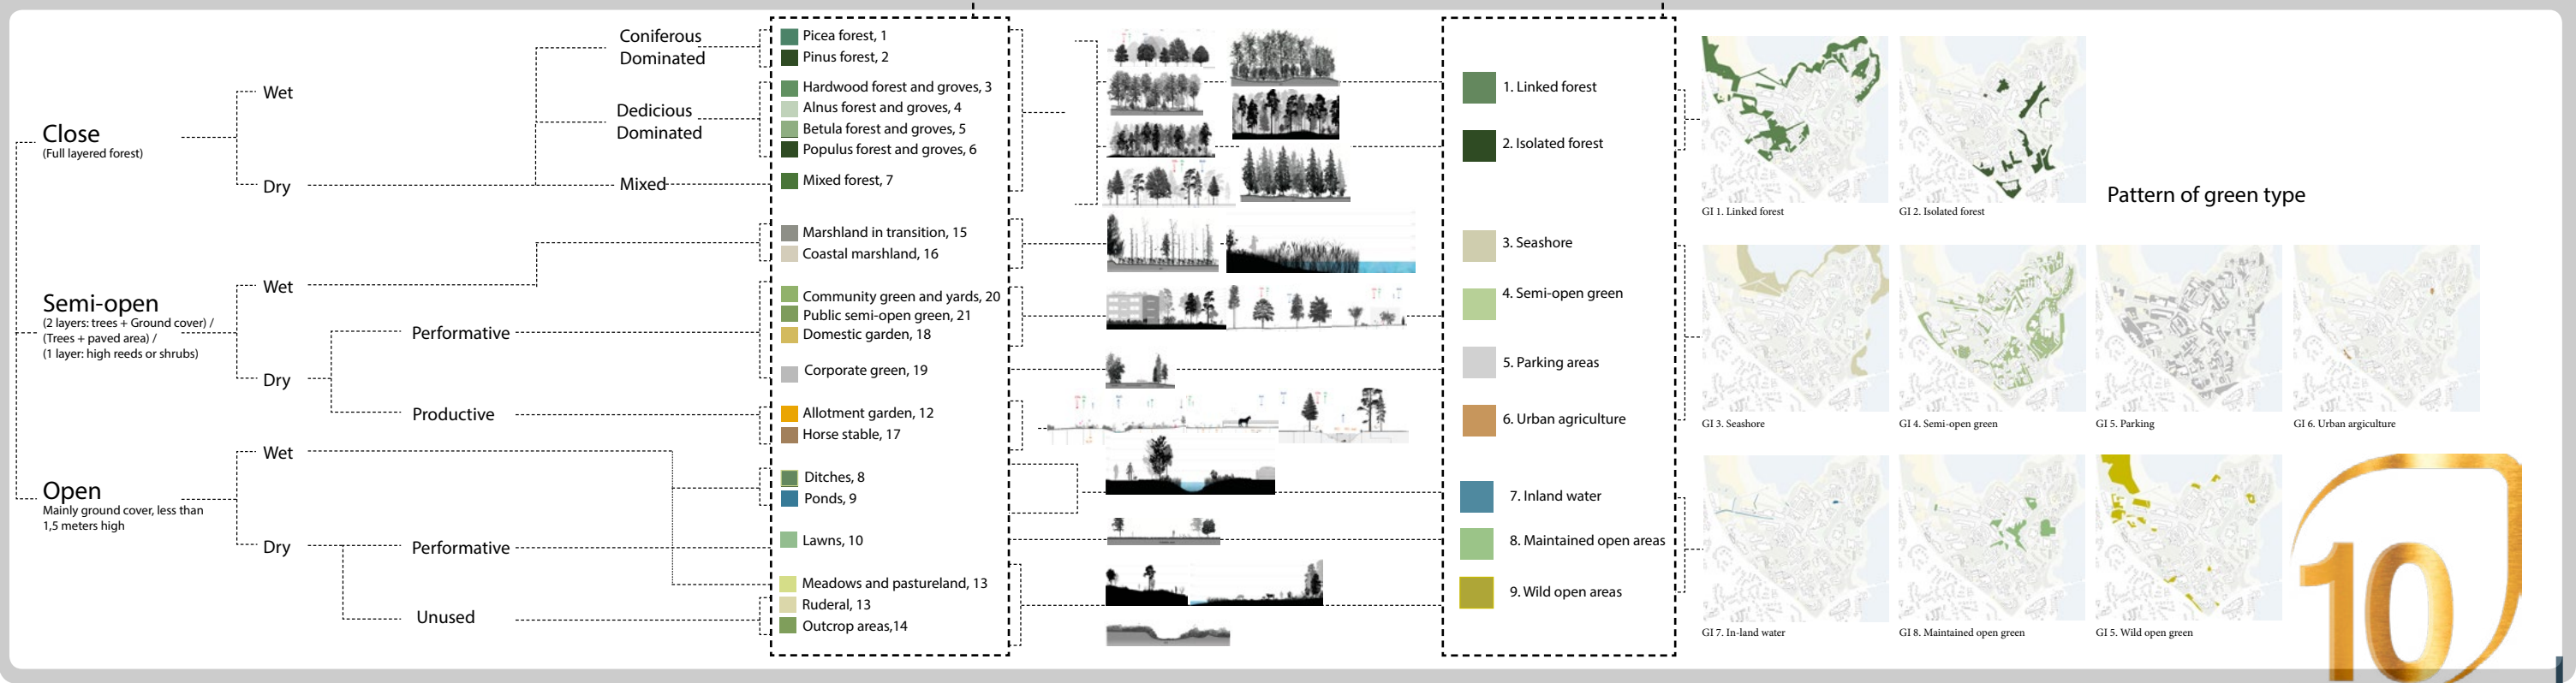 Close
(Full layered forest)
Wet
Dry
Coniferous
Dominated
Dedicious
Dominated
Mixed
Semi-open
(2 layers: trees + Ground cover) /
(Trees + paved area) /
(1 layer: high reeds or shrubs)
Wet
Dry
Performative
Productive
Open
Mainly ground cover, less than
1,5 meters high
Wet
Dry
Performative
Unused
Picea forest, 1
Pinus forest, 2
Hardwood forest and groves, 3
Alnus forest and groves, 4
Betula forest and groves, 5
Populus forest and groves, 6
Mixed forest, 7
Marshland in transition, 15
Coastal marshland, 16
Community green and yards, 20
Public semi-open green, 21
Domestic garden, 18
Corporate green, 19
Allotment garden, 12
Horse stable, 17
Ditches, 8
Ponds, 9
Lawns, 10
Meadows and pastureland, 13
Ruderal, 13
Outcrop areas,14
1. Linked forest
2. Isolated forest
3. Seashore
4. Semi-open green
5. Parking areas
6. Urban agriculture
7. Inland water
8. Maintained open areas
9. Wild open areas
GI 1. Linked forest
GI 2. Isolated forest
Pattern of green type
GI 3. Seashore
GI 4. Semi-open green
GI 5. Parking
GI 6. Urban argiculture
GI 7. In-land water
GI 8. Maintained open green
GI 5. Wild open green
10